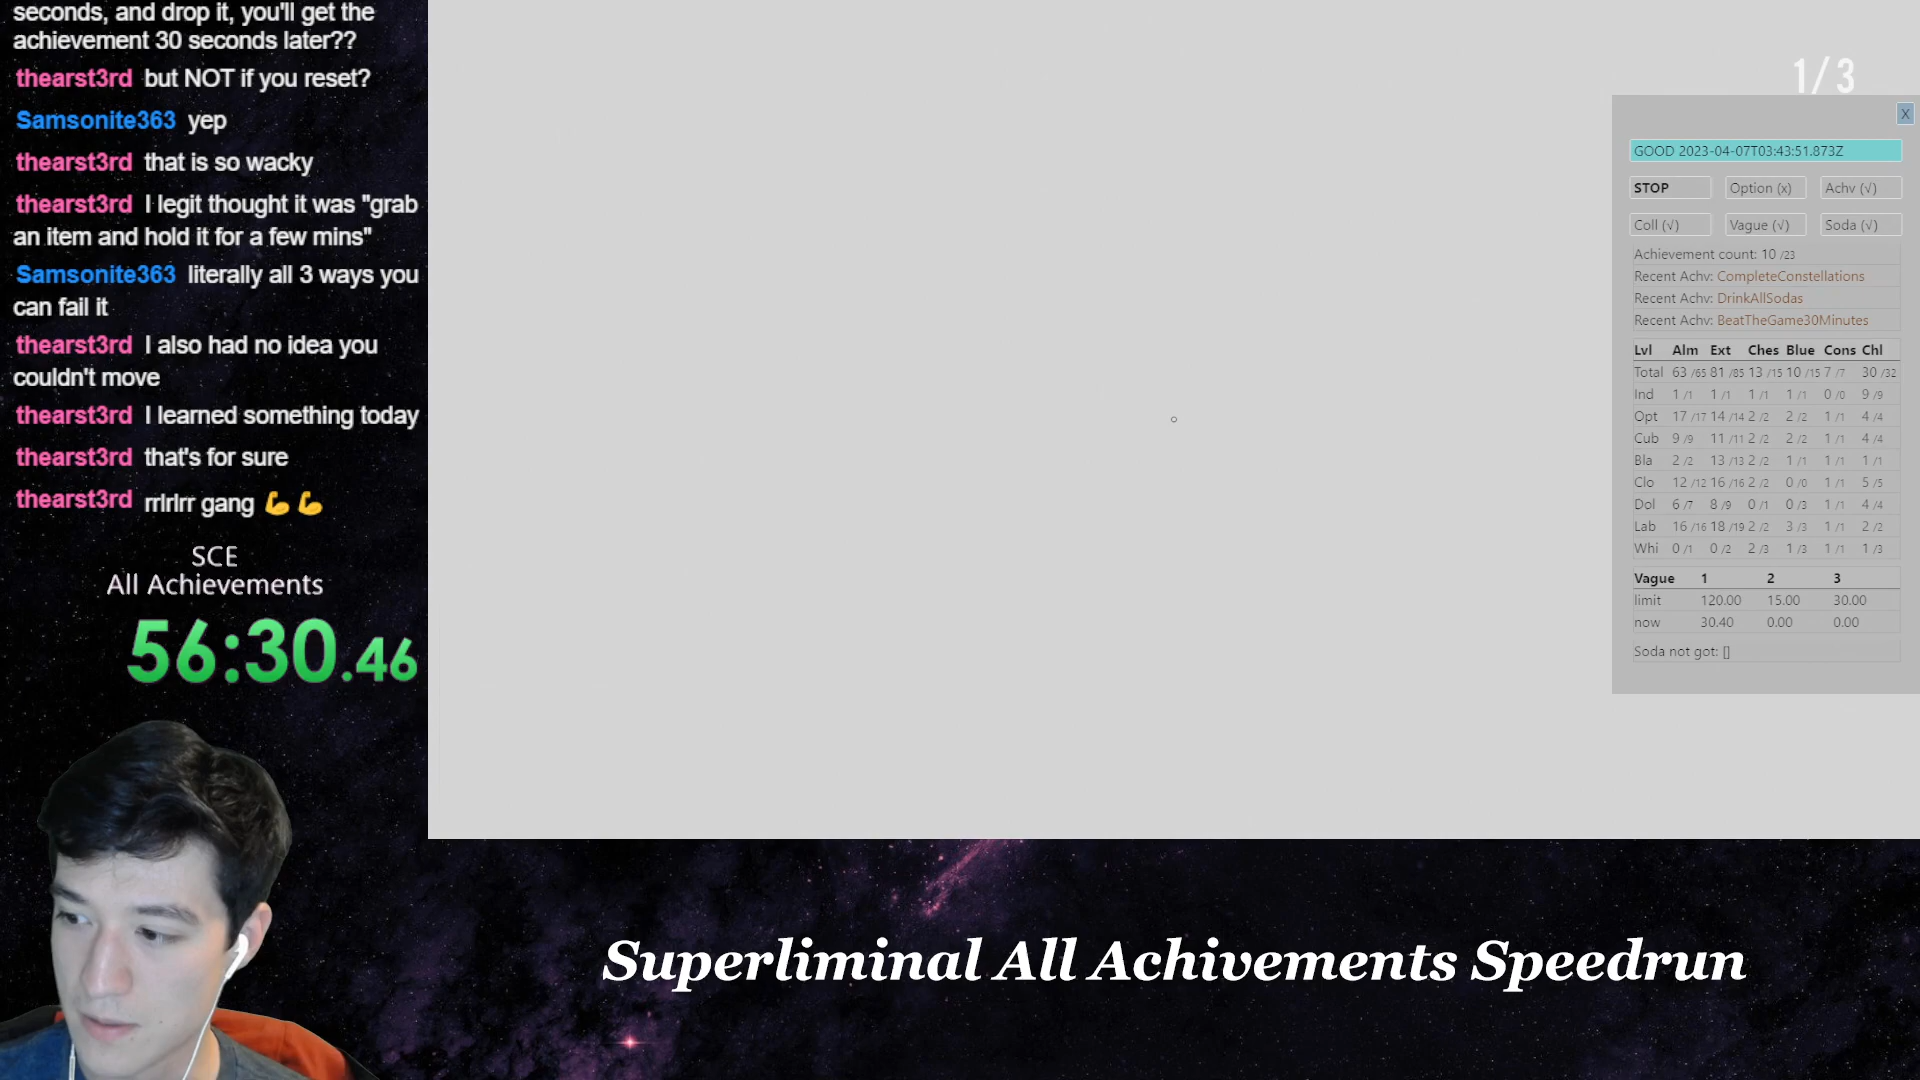 seconds, and drop it, you'll get the
achievement 30 seconds later??
thearst3rd but NOT if you reset?
Samsonite363 yep
thearst3rd that is so wacky
thearst3rd I legit thought it was "grab
an item and hold it for a few mins"
Samsonite363 literally all 3 ways you
can fail it
thearst3rd I also had no idea you
couldn't move
thearst3rd I learned something today
thearst3rd that's for sure
thearst3rd rrlrlrr gang 💪 💪
SCE
All Achievements
56:30.46
1/3
X
GOOD 2023-04-07T03:43:51.873Z
STOP Option (x) Achv (√)
Coll (√) Vague (√) Soda (√)
Achievement count: 10 /23
Recent Achv: CompleteConstellations
Recent Achv: DrinkAllSodas
Recent Achv: BeatTheGame30Minutes
Lvl Alm Ext Ches Blue Cons Chl
Total 63 /65 81 /85 13 /15 10 /15 7 /7 30 /32
Ind 1 /1 1 /1 1 /1 1 /1 0 /0 9 /9
Opt 17 /17 14 /14 2 /2 2 /2 1 /1 4 /4
Cub 9 /9 11 /11 2 /2 2 /2 1 /1 4 /4
Bla 2 /2 13 /13 2 /2 1 /1 1 /1 1 /1
Clo 12 /12 16 /16 2 /2 0 /0 1 /1 5 /5
Dol 6 /7 8 /9 0 /1 0 /3 1 /1 4 /4
Lab 16 /16 18 /19 2 /2 3 /3 1 /1 2 /2
Whi 0 /1 0 /2 2 /3 1 /3 1 /1 1 /3
Vague 1 2 3
limit 120.00 15.00 30.00
now 30.40 0.00 0.00
Soda not got: []
Superliminal All Achivements Speedrun